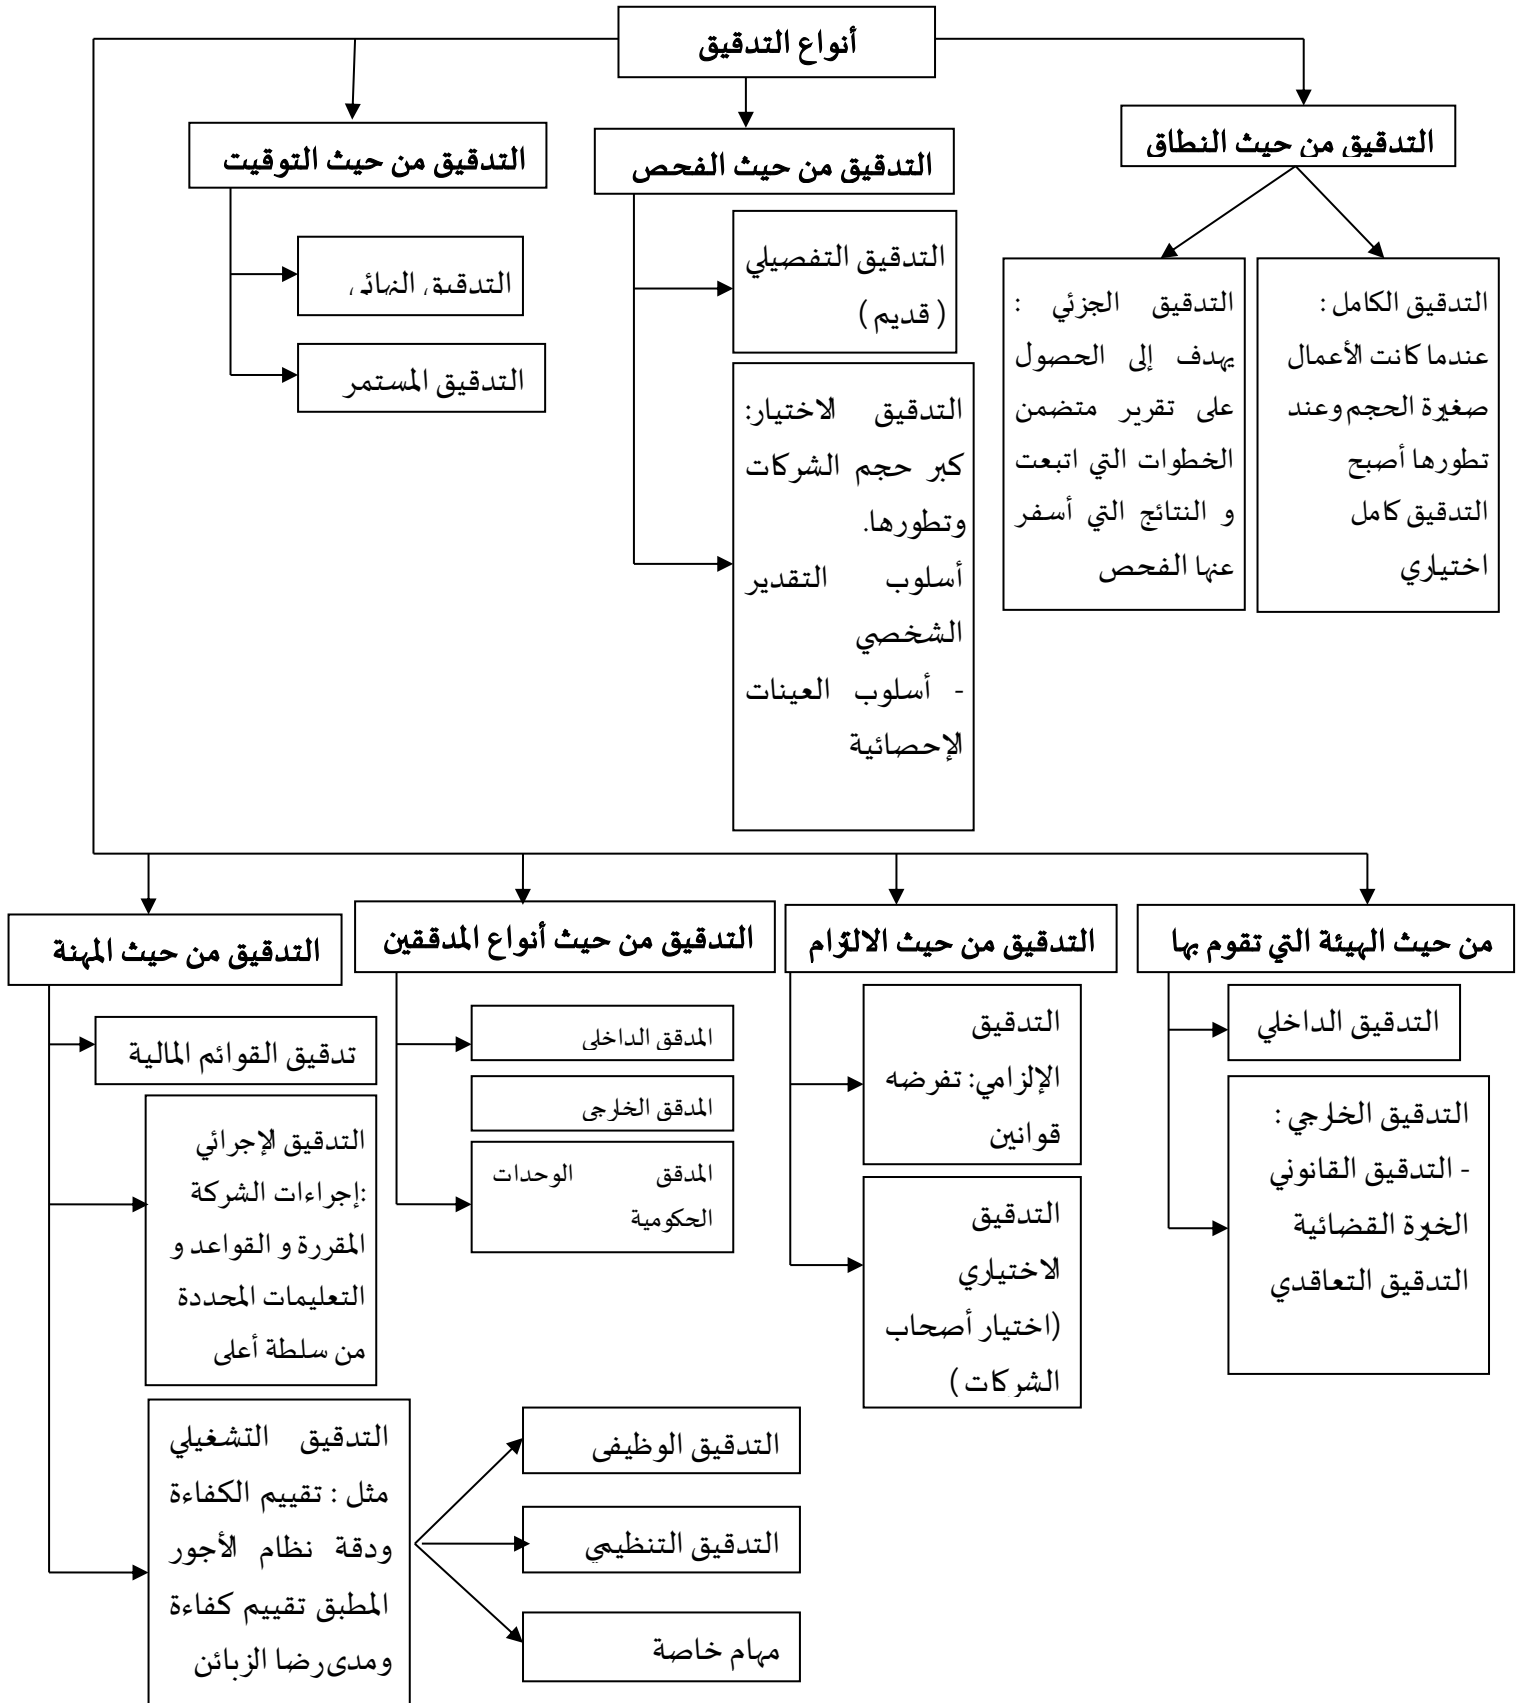 أنواع التدقيق
التدقيق من حيث النطاق
التدقيق من حيث الفحص
التدقيق من حيث التوقيت
التدقيق الكامل :
عندما كانت الأعمال
صغيرة الحجم وعند
تطورها أصبح
التدقيق كامل
اختياري
التدقيق الجزئي :
يهدف إلى الحصول
على تقرير متضمن
الخطوات التي اتبعت
و النتائج التي أسفر
عنها الفحص
التدقيق التفصيلي
( قديم )
التدقيق الاختيار:
كبر حجم الشركات
وتطورها.
أسلوب التقدير
الشخصي
- أسلوب العينات
الإحصائية
التدقيق النهائي
التدقيق المستمر
من حيث الهيئة التي تقوم بها
التدقيق من حيث الالتزام
التدقيق من حيث أنواع المدققين
التدقيق من حيث المهنة
التدقيق الداخلي
التدقيق الخارجي :
- التدقيق القانوني
الخبرة القضائية
التدقيق التعاقدي
التدقيق
الإلزامي: تفرضه
قوانين
التدقيق
الاختياري
(اختيار أصحاب
الشركات )
المدقق الداخلي
المدقق الخارجي
المدقق الوحدات
الحكومية
تدقيق القوائم المالية
التدقيق الإجرائي
:إجراءات الشركة
المقررة و القواعد و
التعليمات المحددة
من سلطة أعلى
التدقيق التشغيلي
مثل : تقييم الكفاءة
ودقة نظام الأجور
المطبق تقييم كفاءة
ومدى رضا الزبائن
التدقيق الوظيفي
التدقيق التنظيمي
مهام خاصة